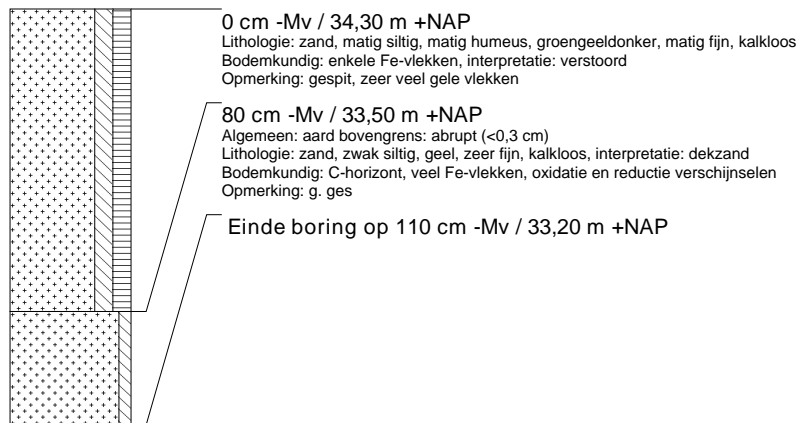 0 cm -Mv / 34,30 m +NAP
Lithologie: zand, matig siltig, matig humeus, groengeeldonker, matig fijn, kalkloos
Bodemkundig: enkele Fe-vlekken, interpretatie: verstoord
Opmerking: gespit, zeer veel gele vlekken
80 cm -Mv / 33,50 m +NAP
Algemeen: aard bovengrens: abrupt (<0,3 cm)
Lithologie: zand, zwak siltig, geel, zeer fijn, kalkloos, interpretatie: dekzand
Bodemkundig: C-horizont, veel Fe-vlekken, oxidatie en reductie verschijnselen
Opmerking: g. ges
Einde boring op 110 cm -Mv / 33,20 m +NAP